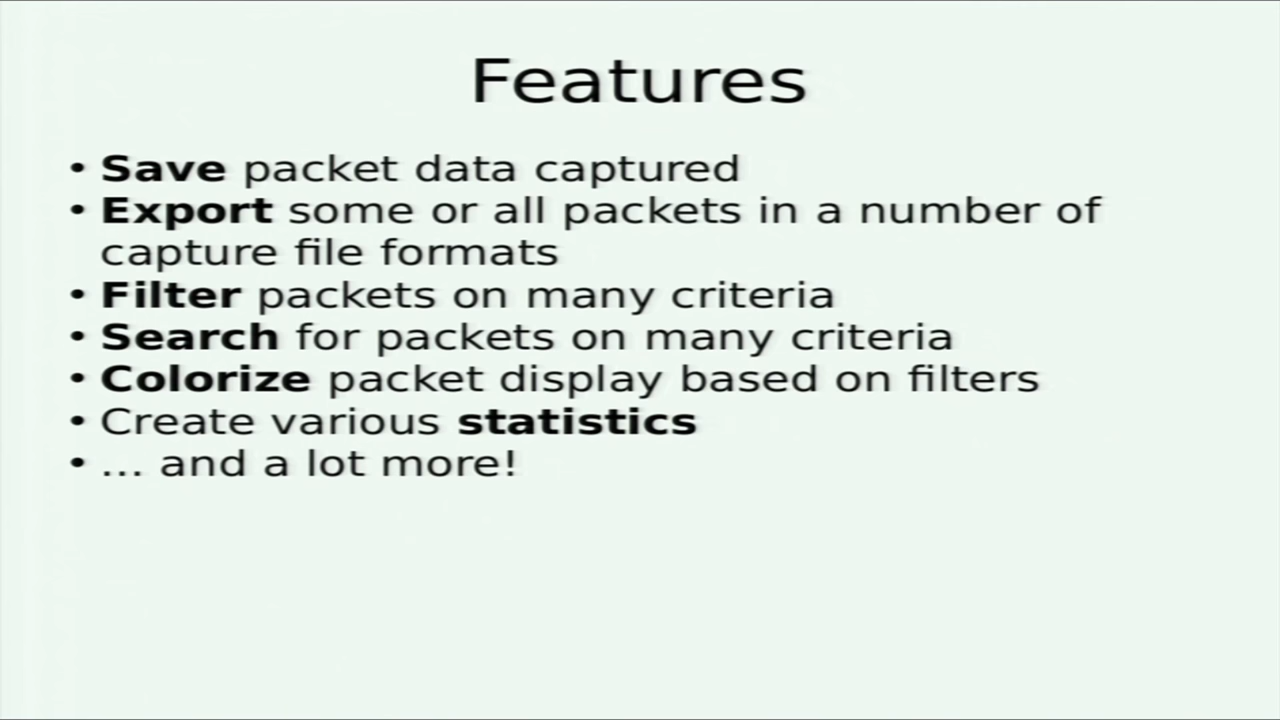 Features
• Save packet data captured
• Export some or all packets in a number of
capture file formats
• Filter packets on many criteria
• Search for packets on many criteria
• Colorize packet display based on filters
• Create various statistics
• ... and a lot more!